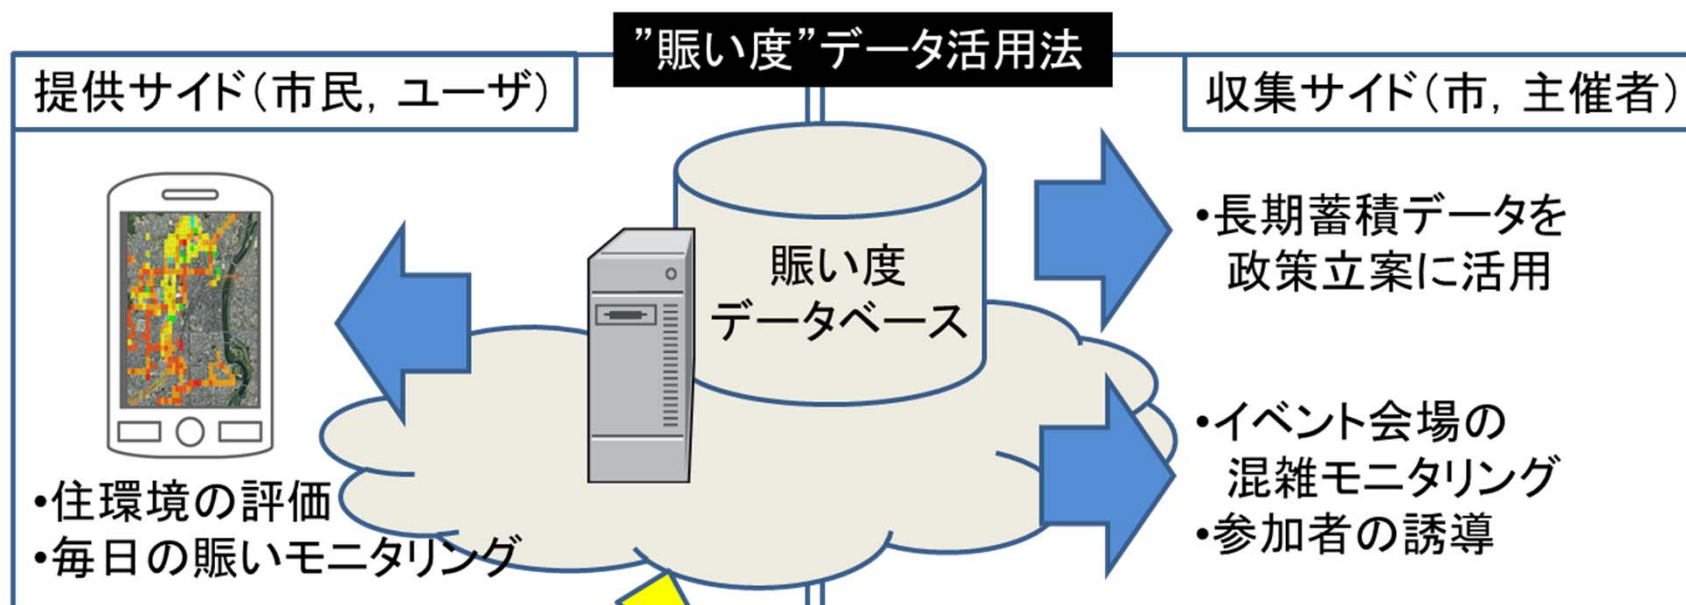 ”賑い度”データ活用法
提供サイド(市民, ユーザ)
収集サイド(市, 主催者)
賑い度
データベース
•長期蓄積データを
政策立案に活用
•イベント会場の
混雑モニタリング
•参加者の誘導
•住環境の評価
•毎日の賑いモニタリング